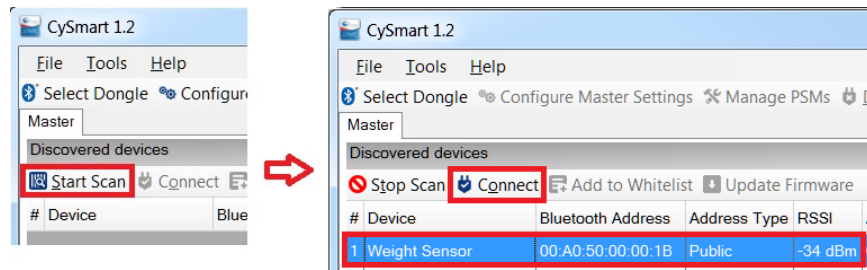 CySmart 1.2
File Tools Help
Select Dongle Configure
Master
Discovered devices
Start Scan Connect
# Device Blue
CySmart 1.2
File Tools Help
Select Dongle Configure Master Settings Manage PSMs
Master
Discovered devices
Stop Scan Connect Add to Whitelist Update Firmware
# Device Bluetooth Address Address Type RSSI
1 Weight Sensor 00:A0:50:00:00:1B Public -34 dBm